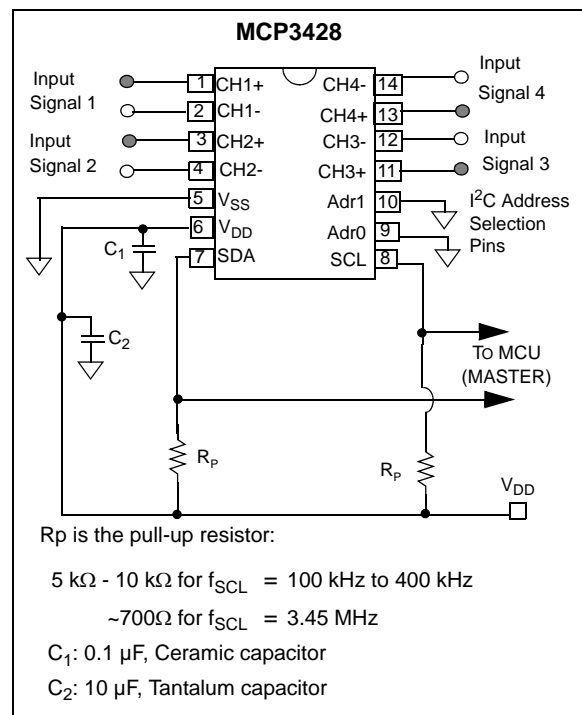 MCP3428
Input
Signal 1
Input
Signal 2
1 CH1+
2 CH1-
3 CH2+
4 CH2-
5 VSS
6 VDD
7 SDA
CH4- 14
CH4+ 13
CH3- 12
CH3+ 11
Adr1 10
Adr0 9
SCL 8
Input
Signal 4
Input
Signal 3
I²C Address
Selection
Pins
C1
C2
TO MCU
(MASTER)
RP
RP
VDD
Rp is the pull-up resistor:
5 kΩ - 10 kΩ for fSCL = 100 kHz to 400 kHz
~700Ω for fSCL = 3.45 MHz
C1: 0.1 µF, Ceramic capacitor
C2: 10 µF, Tantalum capacitor